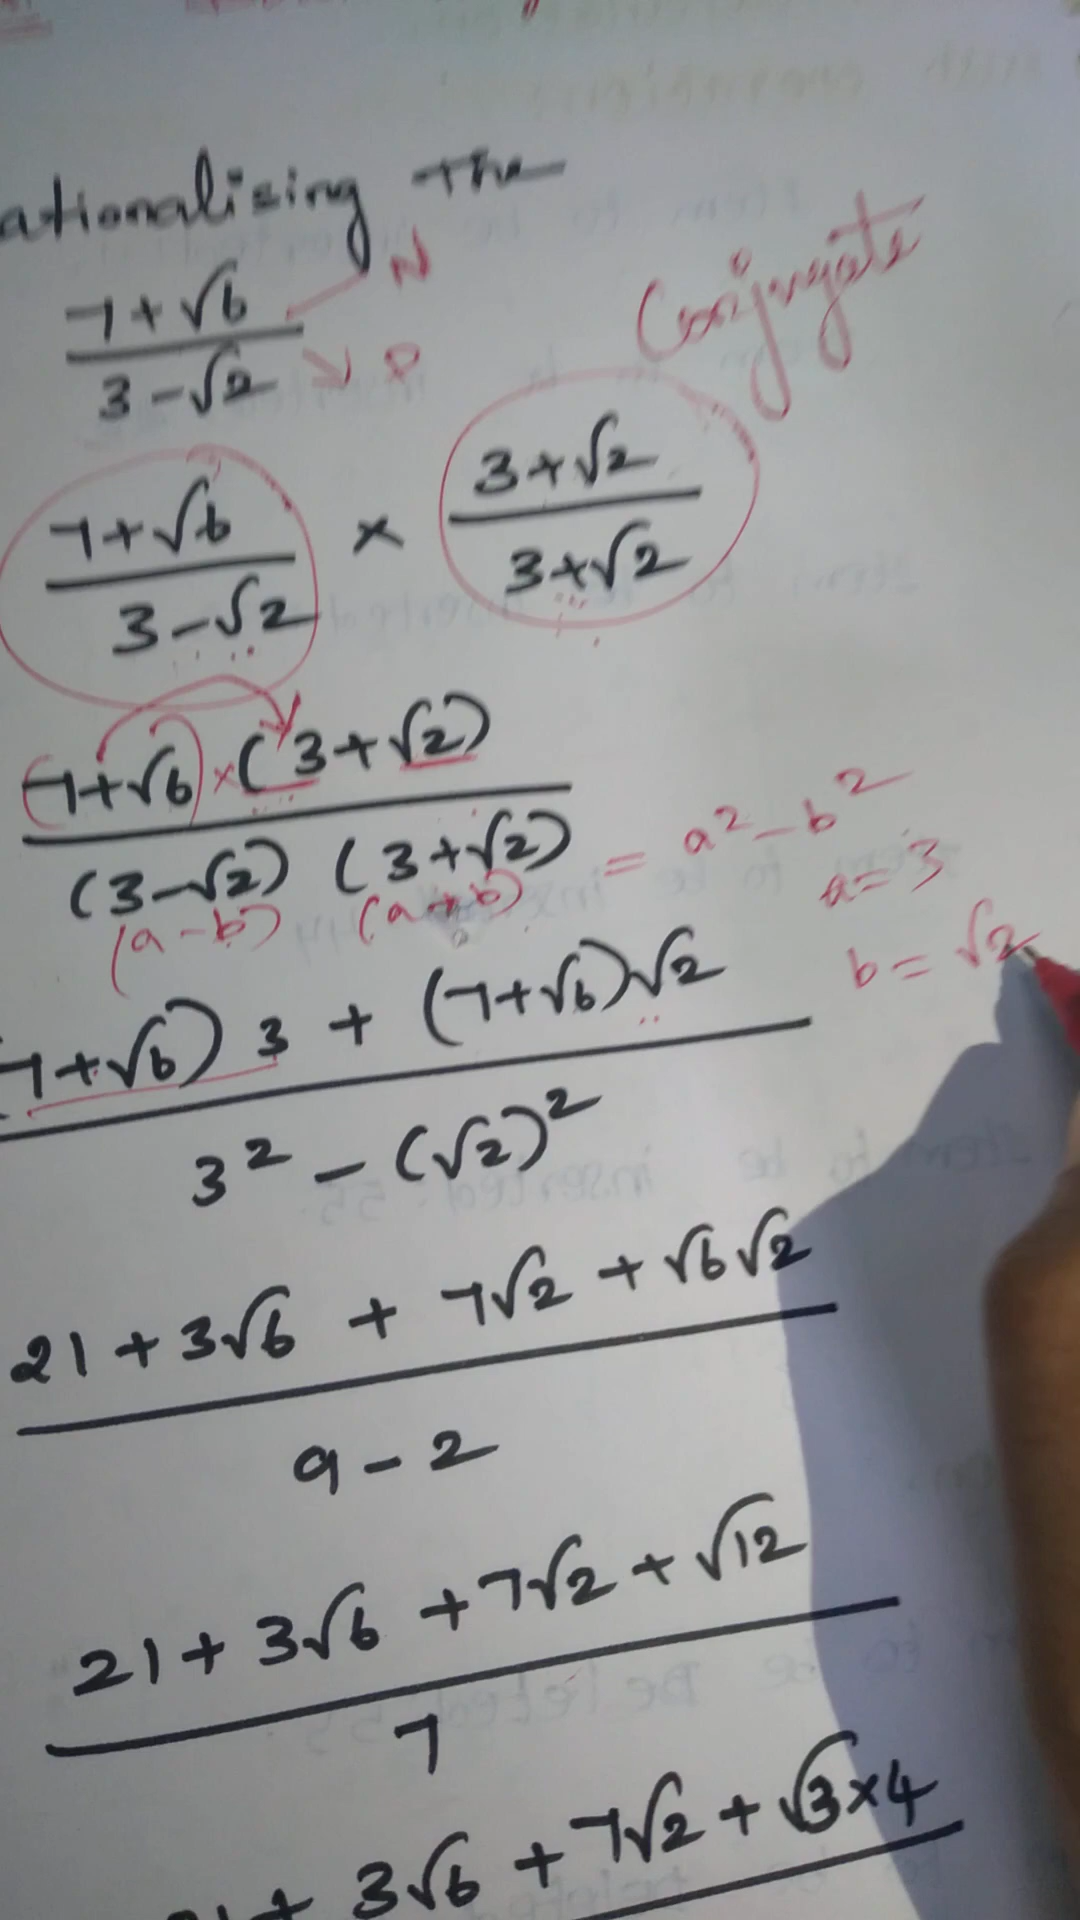 ationalising the
7+√6 N
3-√2 D
Conjugate
7+√6 × 3+√2
3-√2 3+√2
(7+√6)×(3+√2)
(3-√2) (3+√2) = a²-b²
(a-b) (a+b) a=3
b=√2
7+√6)3 + (7+√6)√2
3² - (√2)²
21+3√6 + 7√2 + √6√2
9-2
21+3√6 +7√2+√12
7
21+ 3√6 +7√2+√3×4